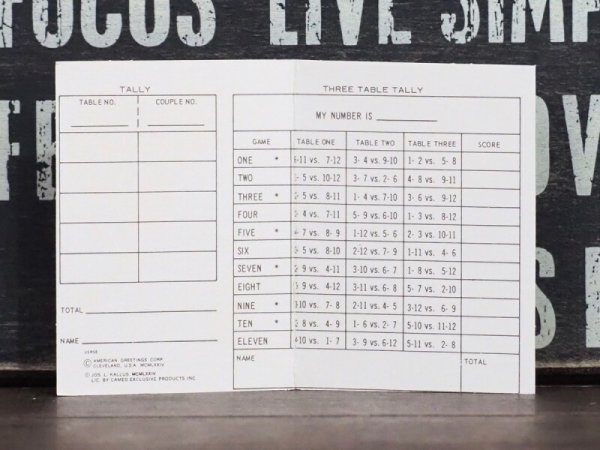 FOCUS LIVE SIMP
TALLY
TABLE NO. COUPLE NO.
TOTAL
NAME
©AMERICAN GREETINGS CORP.
CLEVELAND, U.S.A. MCMLXXIV
© JOS. L. KALLUS MCMLXXIV
LIC. BY CAMEO EXCLUSIVE PRODUCTS INC.
THREE TABLE TALLY
MY NUMBER IS
GAME TABLE ONE TABLE TWO TABLE THREE SCORE
ONE * vs. 7-12 3- 4 vs. 9-10 1- 2 vs. 5- 8
TWO 5 vs. 10-12 3- 7 vs. 2- 6 4- 8 vs. 9-11
THREE * 5 vs. 8-11 1- 4 vs. 7-10 3- 6 vs. 9-12
FOUR 4 vs. 7-11 5- 9 vs. 6-10 1- 3 vs. 8-12
FIVE * 7 vs. 8- 9 1-12 vs. 5- 6 2- 3 vs. 10-11
SIX 5 vs. 8-10 2-12 vs. 7- 9 1-11 vs. 4- 6
SEVEN * 9 vs. 4-11 3-10 vs. 6- 7 1- 8 vs. 5-12
EIGHT 9 vs. 4-12 3-11 vs. 6- 8 5- 7 vs. 2-10
NINE * vs. 7- 8 2-11 vs. 4- 5 3-12 vs. 6- 9
TEN * 8 vs. 4- 9 1- 6 vs. 2- 7 5-10 vs. 11-12
ELEVEN 4-10 vs. 1- 7 3- 9 vs. 6-12 5-11 vs. 2- 8
NAME TOTAL